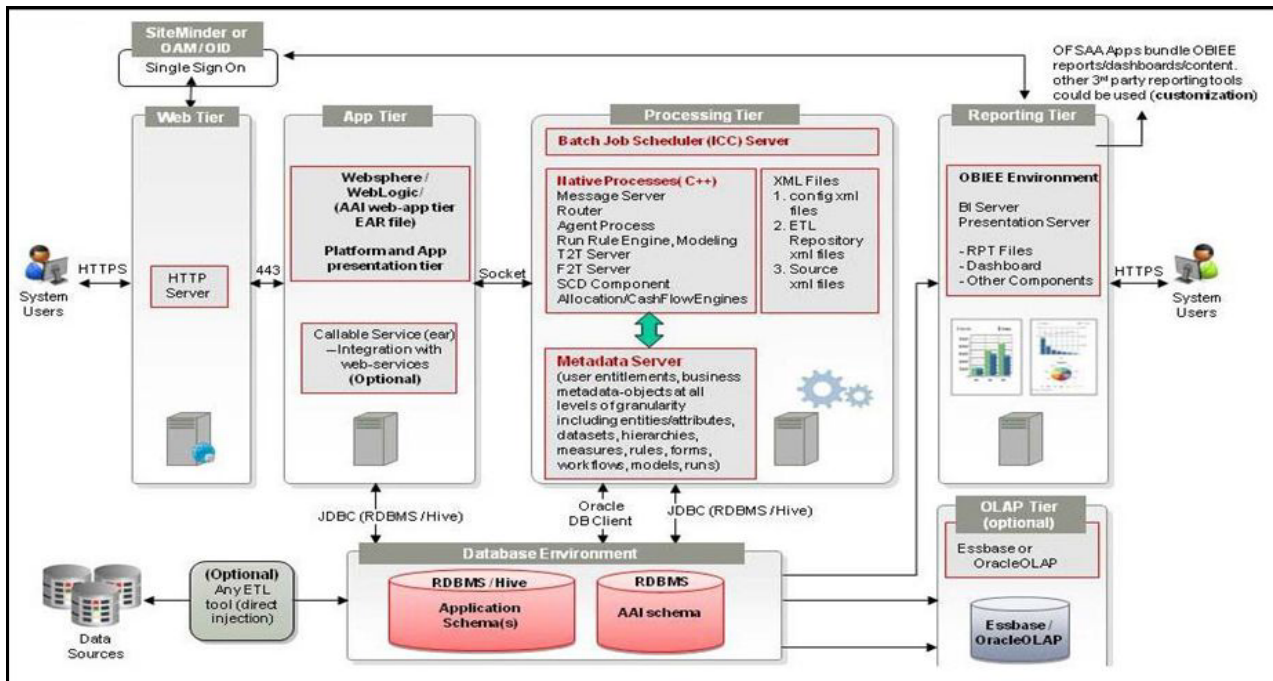 SiteMinder or
OAM/OID
Single Sign On
OFSAA Apps bundle OBIEE
reports/dashboards/content.
other 3rd party reporting tools
could be used (customization)
Web Tier
HTTP
Server
System
Users
HTTPS
443
App Tier
Websphere /
WebLogic/
(AAI web-app tier
EAR file)
Platform and App
presentation tier
Callable Service (ear)
–Integration with
web-services
(Optional)
Socket
Processing Tier
Batch Job Scheduler (ICC) Server
Native Processes( C++)
Message Server
Router
Agent Process
Run Rule Engine, Modeling
T2T Server
F2T Server
SCD Component
Allocation/CashFlowEngines
XML Files
1. config xml
files
2. ETL
Repository
xml files
3. Source
xml files
Metadata Server
(user entitlements, business
metadata-objects at all
levels of granularity
including entities/attributes,
datasets, hierarchies,
measures, rules, forms,
workflows, models, runs)
Reporting Tier
OBIEE Environment
BI Server
Presentation Server
- RPT Files
- Dashboard
- Other Components
HTTPS
System
Users
JDBC (RDBMS /Hive)
Oracle
DB Client
JDBC (RDBMS /Hive)
Data
Sources
(Optional)
Any ETL
tool (direct
injection)
Database Environment
RDBMS / Hive
Application
Schema(s)
RDBMS
AAI schema
OLAP Tier
(optional)
Essbase or
OracleOLAP
Essbase /
OracleOLAP